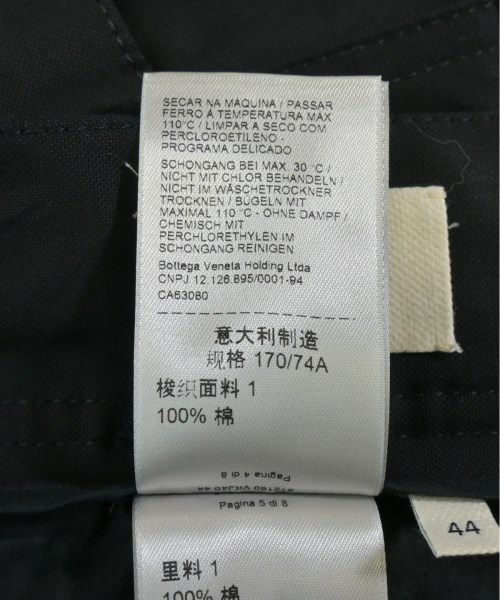 SECAR NA MAQUINA / PASSAR
FERRO À TEMPERATURA MÁX
110°C / LIMPAR A SECO COM
PERCLOROETILENO -
PROGRAMA DELICADO
SCHONGANG BEI MAX. 30 °C /
NICHT MIT CHLOR BEHANDELN /
NICHT IM WÄSCHETROCKNER
TROCKNEN / BÜGELN MIT
MAXIMAL 110 °C - OHNE DAMPF /
CHEMISCH MIT
PERCHLORETHYLEN IM
SCHONGANG REINIGEN
Bottega Veneta Holding Ltda
CNPJ 12.126.895/0001-94
CA63080
意大利制造
规格 170/74A
梭织面料 1
100% 棉
Pagina 4 di 8
Pagina 5 di 8
里料 1
100% 棉
44